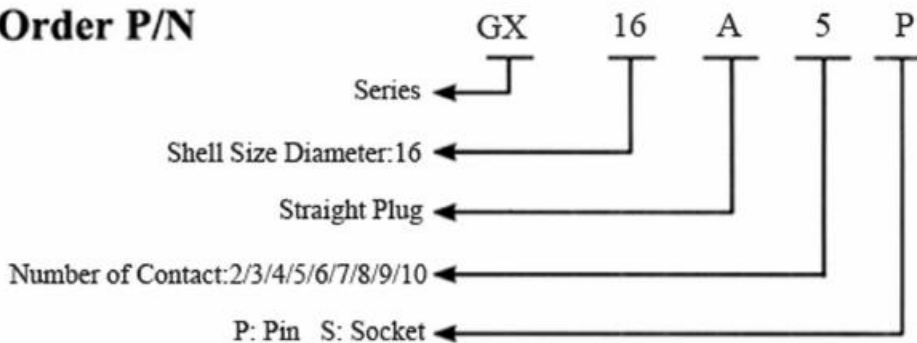 Order P/N GX 16 A 5 P
Series
Shell Size Diameter:16
Straight Plug
Number of Contact:2/3/4/5/6/7/8/9/10
P: Pin S: Socket